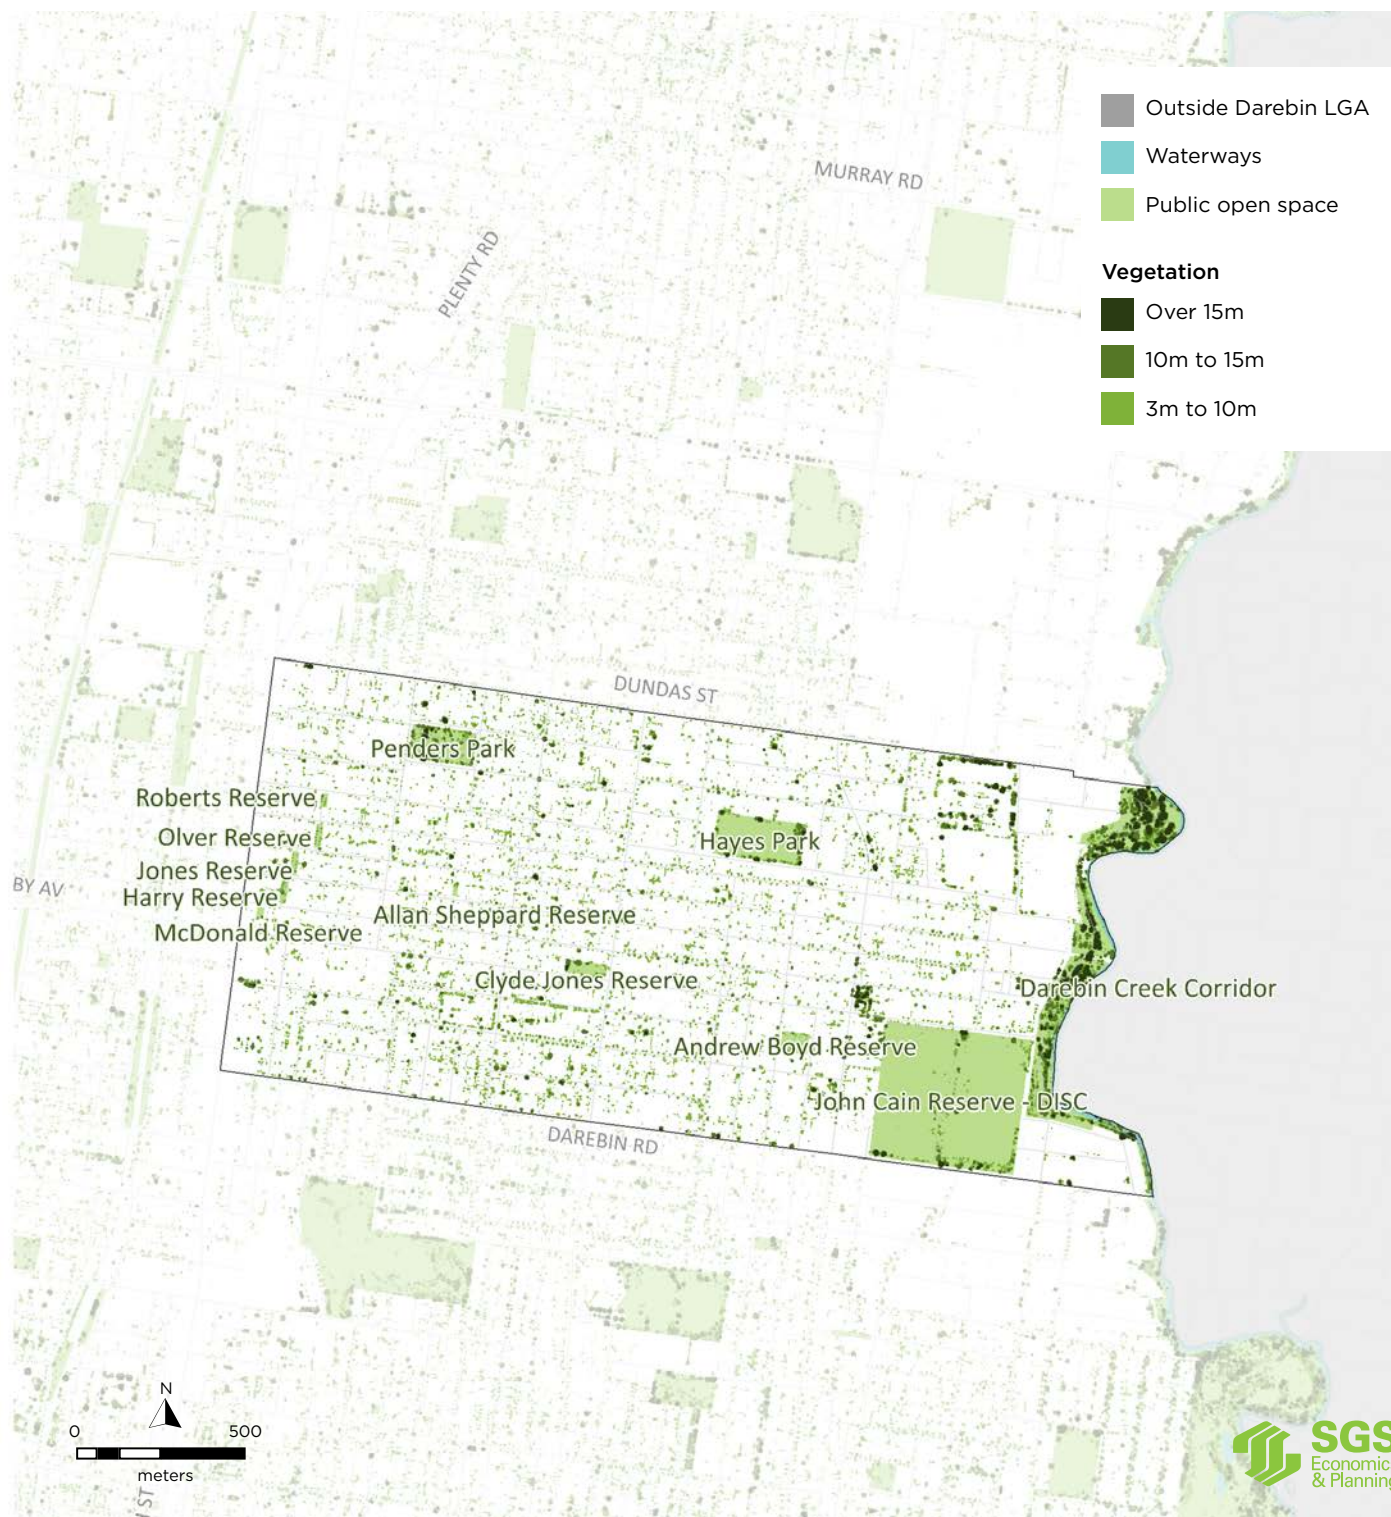 Outside Darebin LGA
Waterways
Public open space
Vegetation
Over 15m
10m to 15m
3m to 10m
MURRAY RD
PLENTY RD
DUNDAS ST
Penders Park
Roberts Reserve
Olver Reserve
Hayes Park
Jones Reserve
BY AV
Harry Reserve
Allan Sheppard Reserve
McDonald Reserve
Clyde Jones Reserve
Darebin Creek Corridor
Andrew Boyd Reserve
John Cain Reserve - DISC
DAREBIN RD
N
0 500
meters
ST
SGS
Economics
& Planning